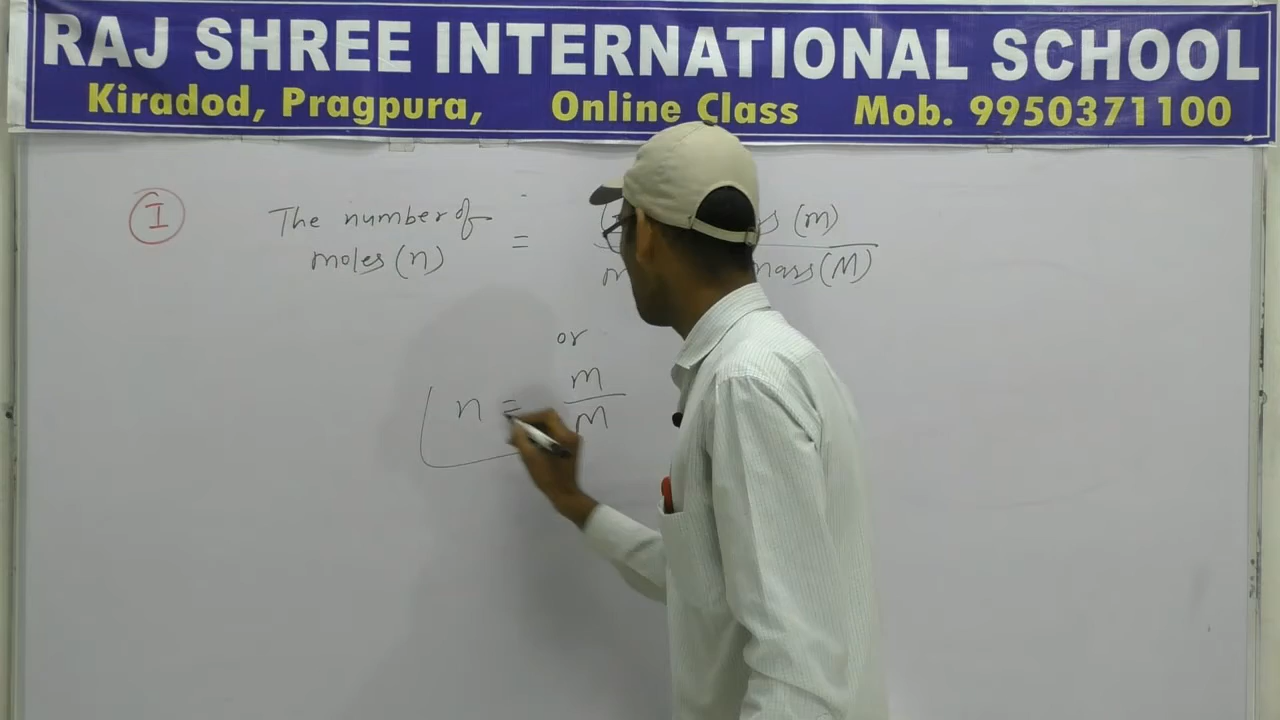 RAJ SHREE INTERNATIONAL SCHOOL
Kiradod, Pragpura, Online Class Mob. 9950371100
I
The number of
moles (n)
=
(m)
mass (M)
or
n = m
M